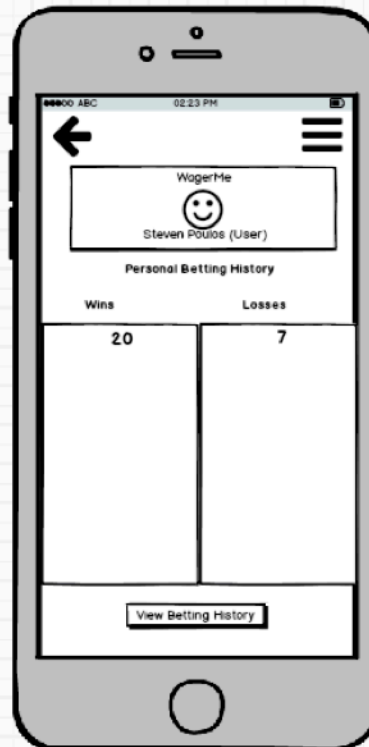 ABC 02:23 PM
WagerMe
Steven Poulos (User)
Personal Betting History
Wins Losses
20 7
View Betting History